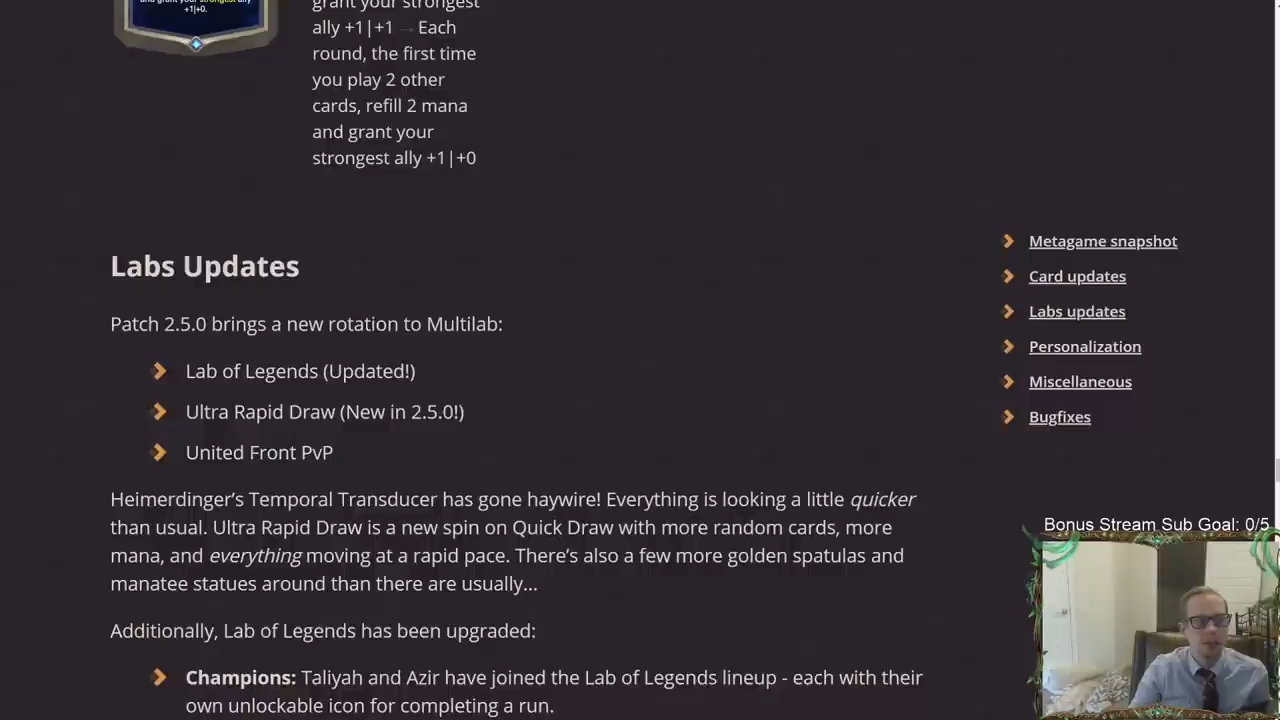 and grant your strongest ally
+1|+0.
grant your strongest
ally +1|+1 → Each
round, the first time
you play 2 other
cards, refill 2 mana
and grant your
strongest ally +1|+0
Labs Updates
Patch 2.5.0 brings a new rotation to Multilab:
Lab of Legends (Updated!)
Ultra Rapid Draw (New in 2.5.0!)
United Front PvP
Heimerdinger’s Temporal Transducer has gone haywire! Everything is looking a little quicker
than usual. Ultra Rapid Draw is a new spin on Quick Draw with more random cards, more
mana, and everything moving at a rapid pace. There’s also a few more golden spatulas and
manatee statues around than there are usually...
Additionally, Lab of Legends has been upgraded:
Champions: Taliyah and Azir have joined the Lab of Legends lineup - each with their
own unlockable icon for completing a run.
Metagame snapshot
Card updates
Labs updates
Personalization
Miscellaneous
Bugfixes
Bonus Stream Sub Goal: 0/5